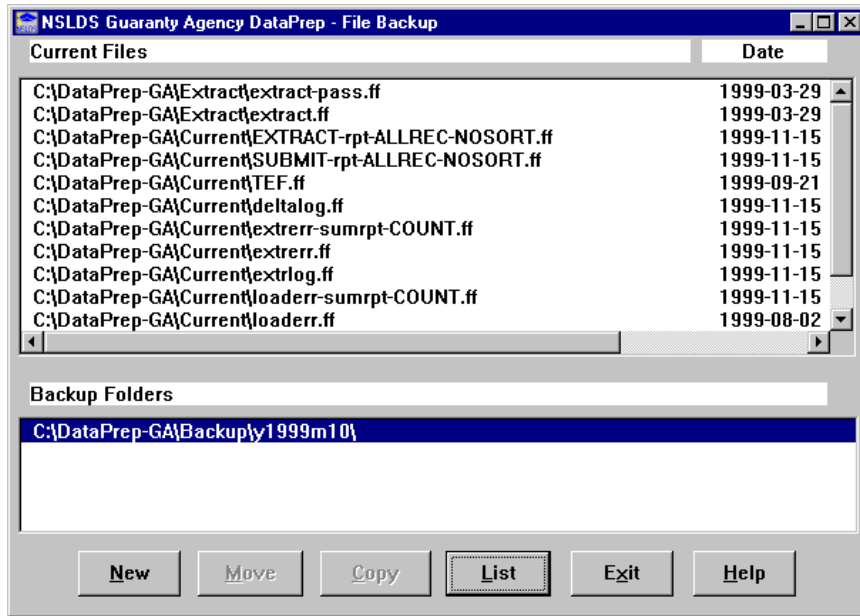 NSLDS Guaranty Agency DataPrep - File Backup
Current Files Date
C:\DataPrep-GA\Extract\extract-pass.ff 1999-03-29
C:\DataPrep-GA\Extract\extract.ff 1999-03-29
C:\DataPrep-GA\Current\EXTRACT-rpt-ALLREC-NOSORT.ff 1999-11-15
C:\DataPrep-GA\Current\SUBMIT-rpt-ALLREC-NOSORT.ff 1999-11-15
C:\DataPrep-GA\Current\TEF.ff 1999-09-21
C:\DataPrep-GA\Current\deltalog.ff 1999-11-15
C:\DataPrep-GA\Current\extrerr-sumrpt-COUNT.ff 1999-11-15
C:\DataPrep-GA\Current\extrerr.ff 1999-11-15
C:\DataPrep-GA\Current\extrlog.ff 1999-11-15
C:\DataPrep-GA\Current\loaderr-sumrpt-COUNT.ff 1999-11-15
C:\DataPrep-GA\Current\loaderr.ff 1999-08-02
Backup Folders
C:\DataPrep-GA\Backup\y1999m10\
New Move Copy List Exit Help